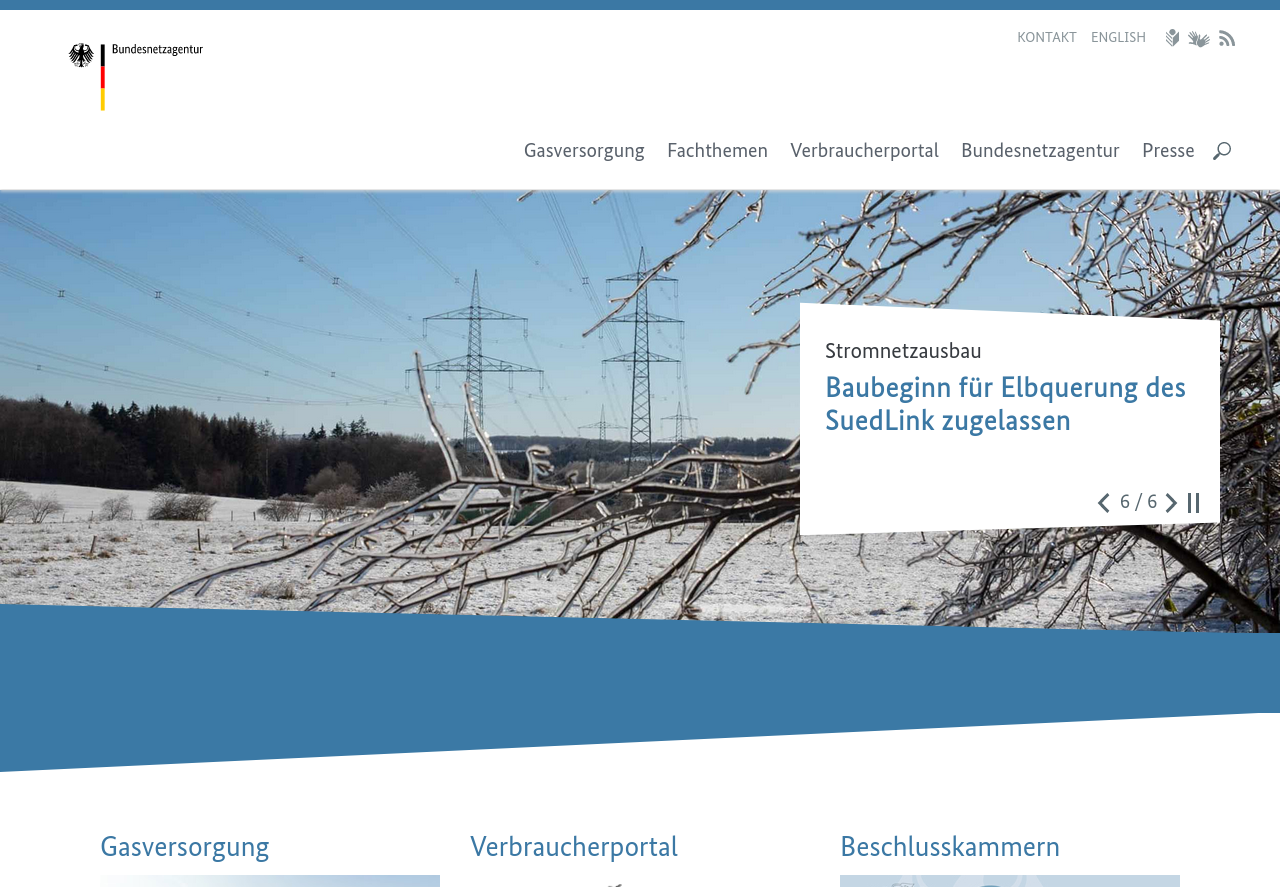 KONTAKT ENGLISH
Bundesnetzagentur
Gasversorgung Fachthemen Verbraucherportal Bundesnetzagentur Presse
Stromnetzausbau
Baubeginn für Elbquerung des
SuedLink zugelassen
6 / 6
Gasversorgung Verbraucherportal Beschlusskammern